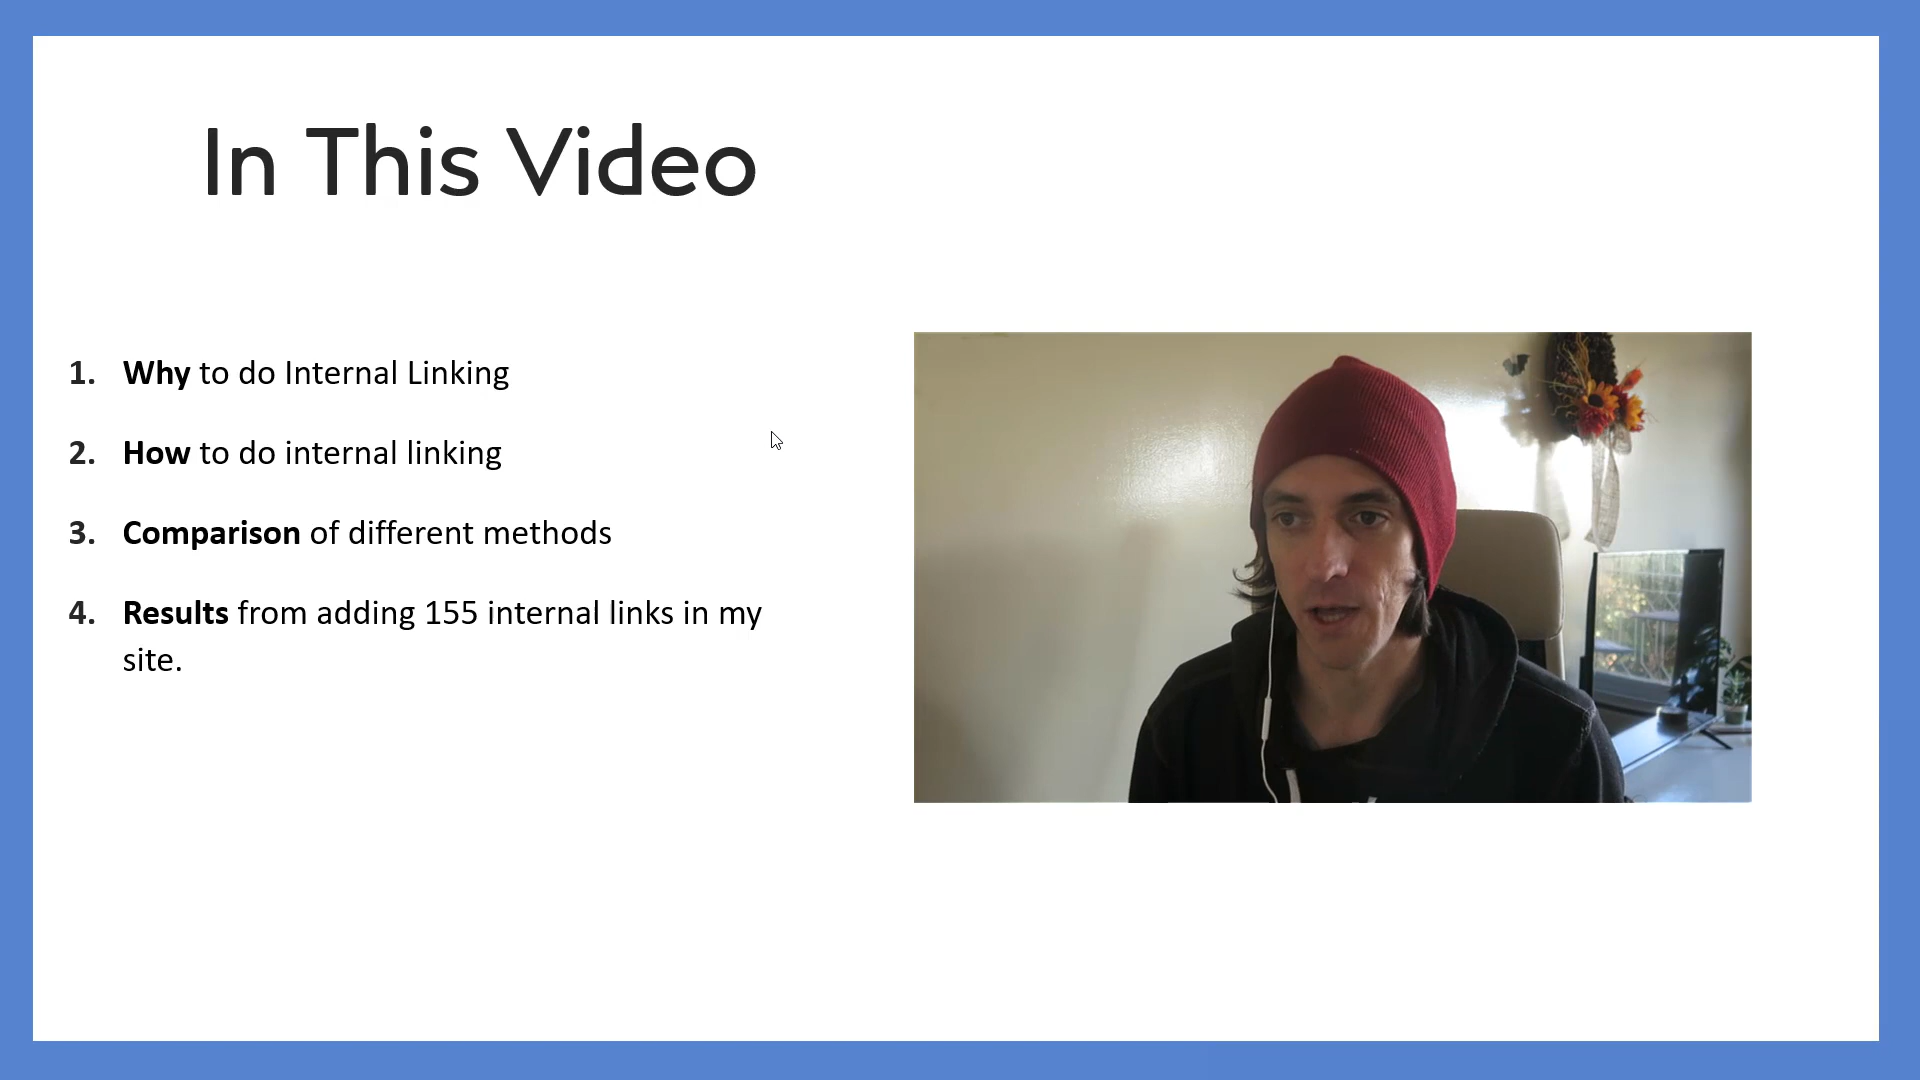 In This Video
1. Why to do Internal Linking
2. How to do internal linking
3. Comparison of different methods
4. Results from adding 155 internal links in my
site.